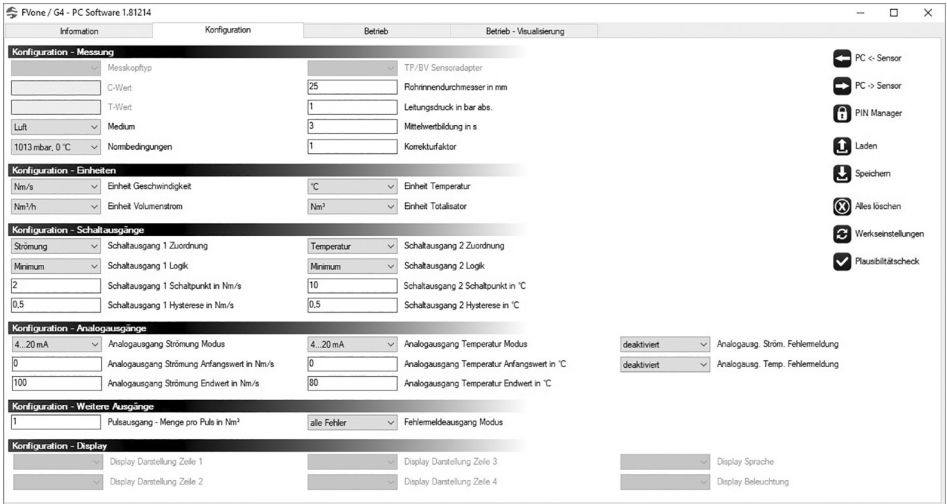 FVone / G4 - PC Software 1.81214
Information Konfiguration Betrieb Betrieb - Visualisierung
Konfiguration - Messung
Messkopftyp TP/BV Sensoradapter
C-Wert 25 Rohrinnendurchmesser in mm
T-Wert 1 Leitungsdruck in bar abs.
Luft Medium 3 Mittelwertbildung in s
1013 mbar, 0 °C Normbedingungen 1 Korrekturfaktor
Konfiguration - Einheiten
Nm/s Einheit Geschwindigkeit °C Einheit Temperatur
Nm³/h Einheit Volumenstrom Nm³ Einheit Totalisator
Konfiguration - Schaltausgänge
Strömung Schaltausgang 1 Zuordnung Temperatur Schaltausgang 2 Zuordnung
Minimum Schaltausgang 1 Logik Minimum Schaltausgang 2 Logik
2 Schaltausgang 1 Schaltpunkt in Nm/s 10 Schaltausgang 2 Schaltpunkt in °C
0,5 Schaltausgang 1 Hysterese in Nm/s 0,5 Schaltausgang 2 Hysterese in °C
Konfiguration - Analogausgänge
4...20 mA Analogausgang Strömung Modus 4...20 mA Analogausgang Temperatur Modus deaktiviert Analogausg. Ström. Fehlermeldung
0 Analogausgang Strömung Anfangswert in Nm/s 0 Analogausgang Temperatur Anfangswert in °C deaktiviert Analogausg. Temp. Fehlermeldung
100 Analogausgang Strömung Endwert in Nm/s 80 Analogausgang Temperatur Endwert in °C
Konfiguration - Weitere Ausgänge
1 Pulsausgang - Menge pro Puls in Nm³ alle Fehler Fehlermeldeausgang Modus
Konfiguration - Display
Display Darstellung Zeile 1 Display Darstellung Zeile 3 Display Sprache
Display Darstellung Zeile 2 Display Darstellung Zeile 4 Display Beleuchtung
PC <- Sensor
PC -> Sensor
PIN Manager
Laden
Speichern
Alles löschen
Werkseinstellungen
Plausibilitätscheck